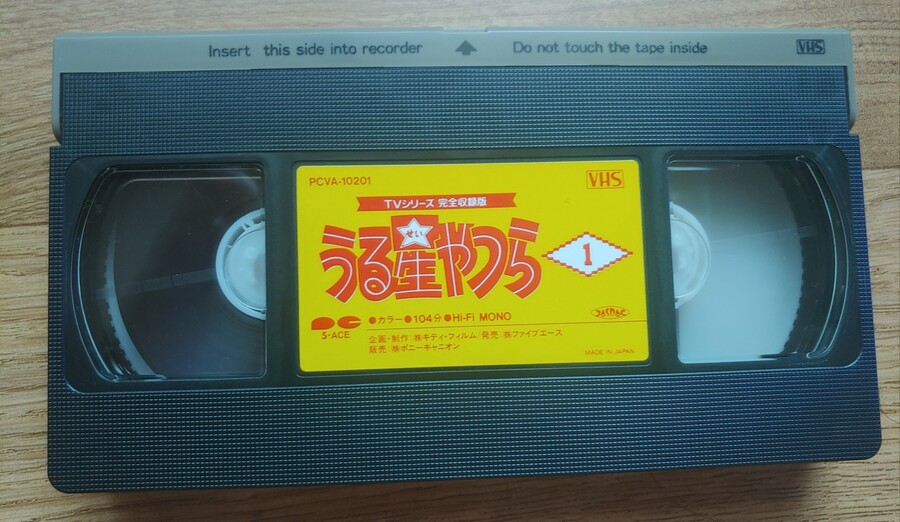 Insert this side into recorder
Do not touch the tape inside
VHS
PCVA-10201
VHS
TVシリーズ 完全収録版
うる星やつら
せい
1
●カラー●104分●Hi-Fi MONO
5・ACE
企画・制作 ㈱キティ・フィルム/発売 ㈱ファイブエース
販売 ㈱ポニーキャニオン
MADE IN JAPAN